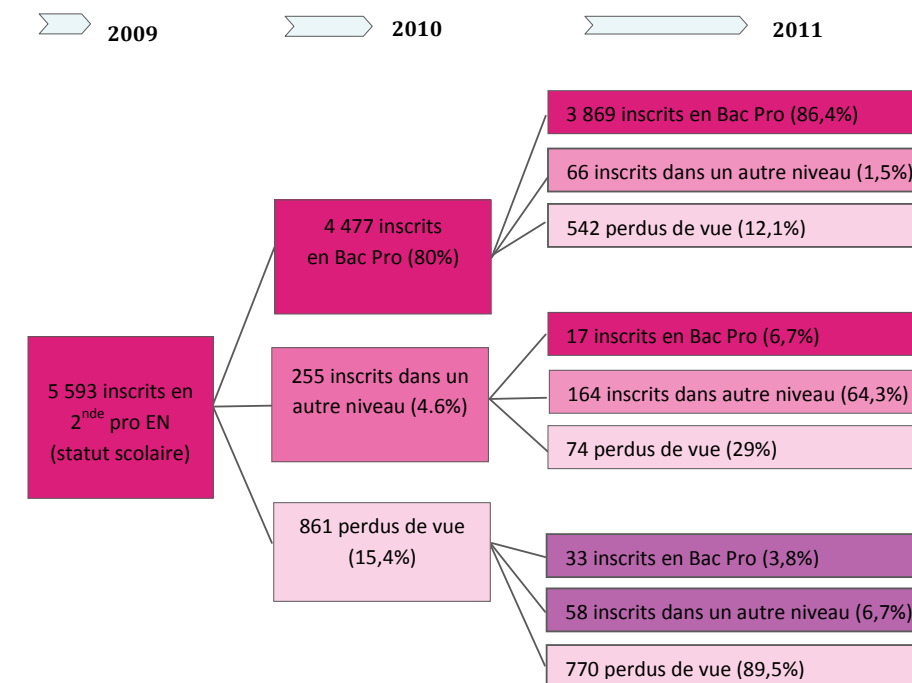 2009
2010
2011
5 593 inscrits en
2nde pro EN
(statut scolaire)
4 477 inscrits
en Bac Pro (80%)
255 inscrits dans un
autre niveau (4.6%)
861 perdus de vue
(15,4%)
3 869 inscrits en Bac Pro (86,4%)
66 inscrits dans un autre niveau (1,5%)
542 perdus de vue (12,1%)
17 inscrits en Bac Pro (6,7%)
164 inscrits dans autre niveau (64,3%)
74 perdus de vue (29%)
33 inscrits en Bac Pro (3,8%)
58 inscrits dans un autre niveau (6,7%)
770 perdus de vue (89,5%)